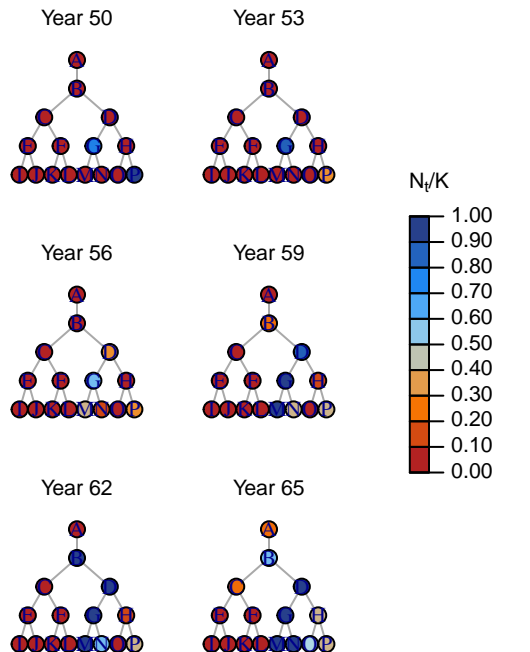 Year 50
A
B
C D
E F G H
I J K L M N O P
Year 53
A
B
C D
E F G H
I J K L M N O P
Year 56
A
B
C D
E F G H
I J K L M N O P
Year 59
A
B
C D
E F G H
I J K L M N O P
Year 62
A
B
C D
E F G H
I J K L M N O P
Year 65
A
B
C D
E F G H
I J K L M N O P
Nt/K
1.00
0.90
0.80
0.70
0.60
0.50
0.40
0.30
0.20
0.10
0.00